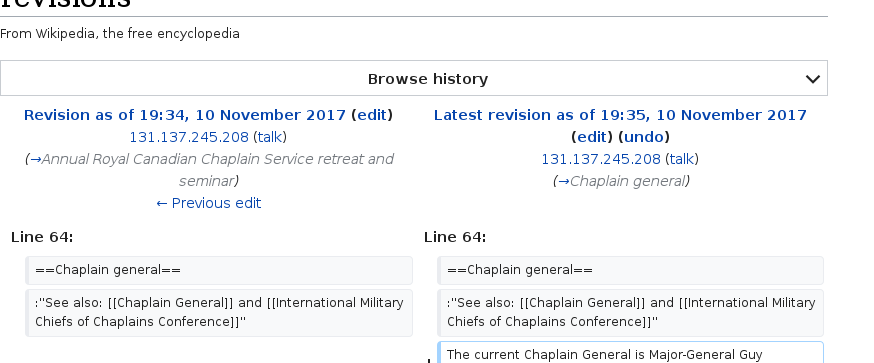 revisions
From Wikipedia, the free encyclopedia
Browse history
Revision as of 19:34, 10 November 2017 (edit)
131.137.245.208 (talk)
(→Annual Royal Canadian Chaplain Service retreat and
seminar)
← Previous edit
Latest revision as of 19:35, 10 November 2017
(edit) (undo)
131.137.245.208 (talk)
(→Chaplain general)
Line 64:
==Chaplain general==
:''See also: [[Chaplain General]] and [[International Military
Chiefs of Chaplains Conference]]''
Line 64:
==Chaplain general==
:''See also: [[Chaplain General]] and [[International Military
Chiefs of Chaplains Conference]]''
The current Chaplain General is Major-General Guy